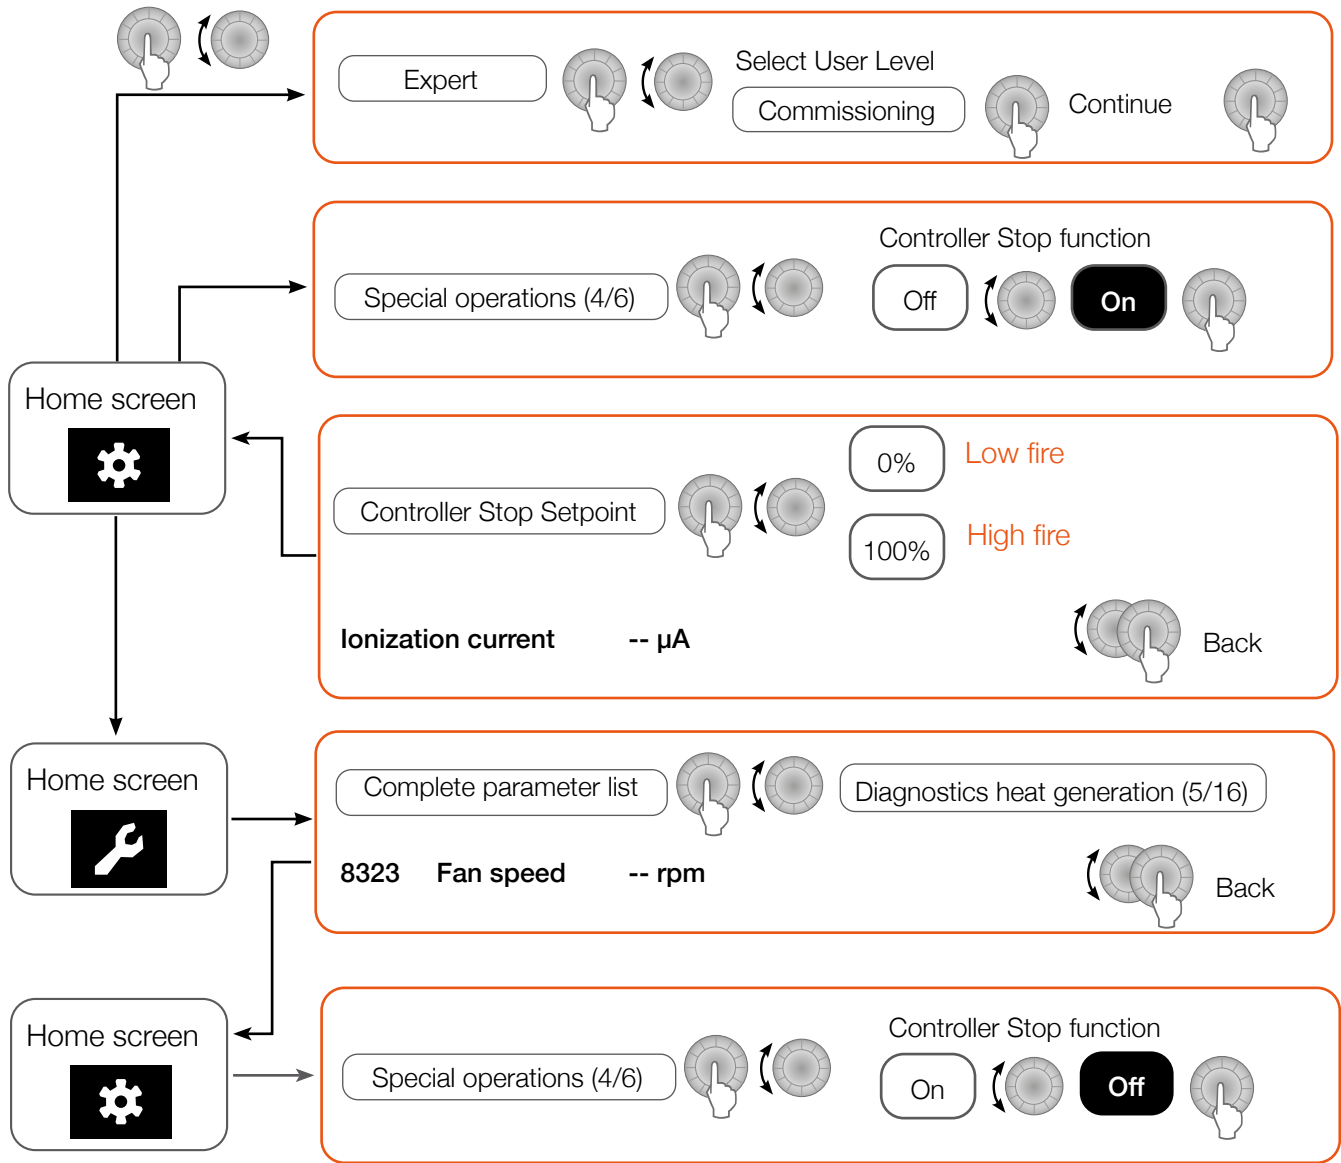 Expert
Select User Level
Commissioning
Continue
Controller Stop function
Special operations (4/6)
Off
On
Home screen
0%
Low fire
Controller Stop Setpoint
100%
High fire
Ionization current -- µA
Back
Home screen
Complete parameter list
Diagnostics heat generation (5/16)
8323 Fan speed -- rpm
Back
Home screen
Controller Stop function
Special operations (4/6)
On
Off